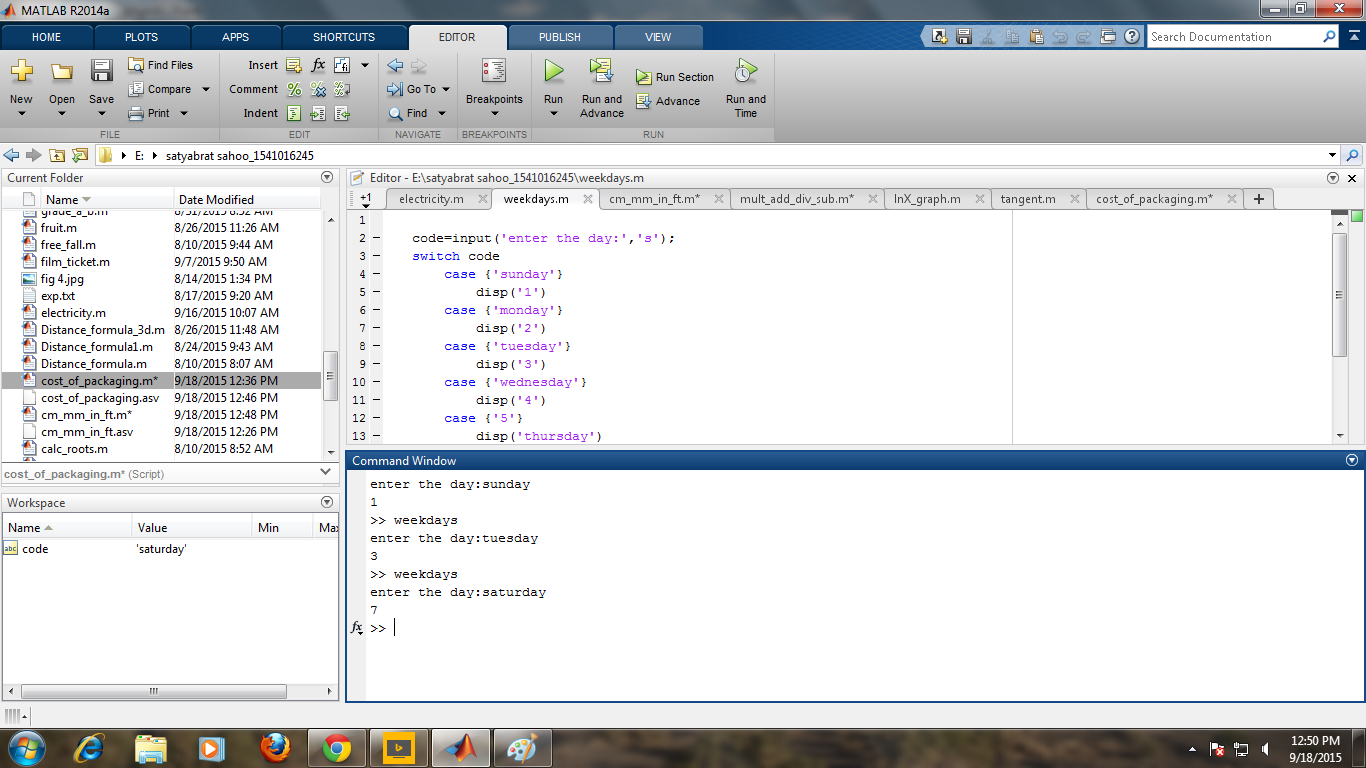 MATLAB R2014a
HOME PLOTS APPS SHORTCUTS EDITOR PUBLISH VIEW Search Documentation
New Open Save Find Files Compare Print
Insert Comment Indent
Go To Find
Breakpoints
Run Run and Advance Run Section Advance Run and Time
FILE EDIT NAVIGATE BREAKPOINTS RUN
E: satyabrat sahoo_1541016245
Current Folder
Name Date Modified
grade_a_b.m 8/31/2015 8:52 AM
fruit.m 8/26/2015 11:26 AM
free_fall.m 8/10/2015 9:44 AM
film_ticket.m 9/7/2015 9:50 AM
fig 4.jpg 8/14/2015 1:34 PM
exp.txt 8/17/2015 9:20 AM
electricity.m 9/16/2015 10:07 AM
Distance_formula_3d.m 8/26/2015 11:48 AM
Distance_formula1.m 8/24/2015 9:43 AM
Distance_formula.m 8/10/2015 8:07 AM
cost_of_packaging.m* 9/18/2015 12:36 PM
cost_of_packaging.asv 9/18/2015 12:46 PM
cm_mm_in_ft.m* 9/18/2015 12:48 PM
cm_mm_in_ft.asv 9/18/2015 12:26 PM
calc_roots.m 8/10/2015 8:52 AM
cost_of_packaging.m* (Script)
Workspace
Name Value Min Max
abc code 'saturday'
Editor - E:\satyabrat sahoo_1541016245\weekdays.m
+1 electricity.m weekdays.m cm_mm_in_ft.m* mult_add_div_sub.m* lnX_graph.m tangent.m cost_of_packaging.m* +
1
2 – code=input('enter the day:','s');
3 – switch code
4 – case {'sunday'}
5 – disp('1')
6 – case {'monday'}
7 – disp('2')
8 – case {'tuesday'}
9 – disp('3')
10 – case {'wednesday'}
11 – disp('4')
12 – case {'5'}
13 – disp('thursday')
Command Window
enter the day:sunday
1
>> weekdays
enter the day:tuesday
3
>> weekdays
enter the day:saturday
7
fx >>
12:50 PM
9/18/2015